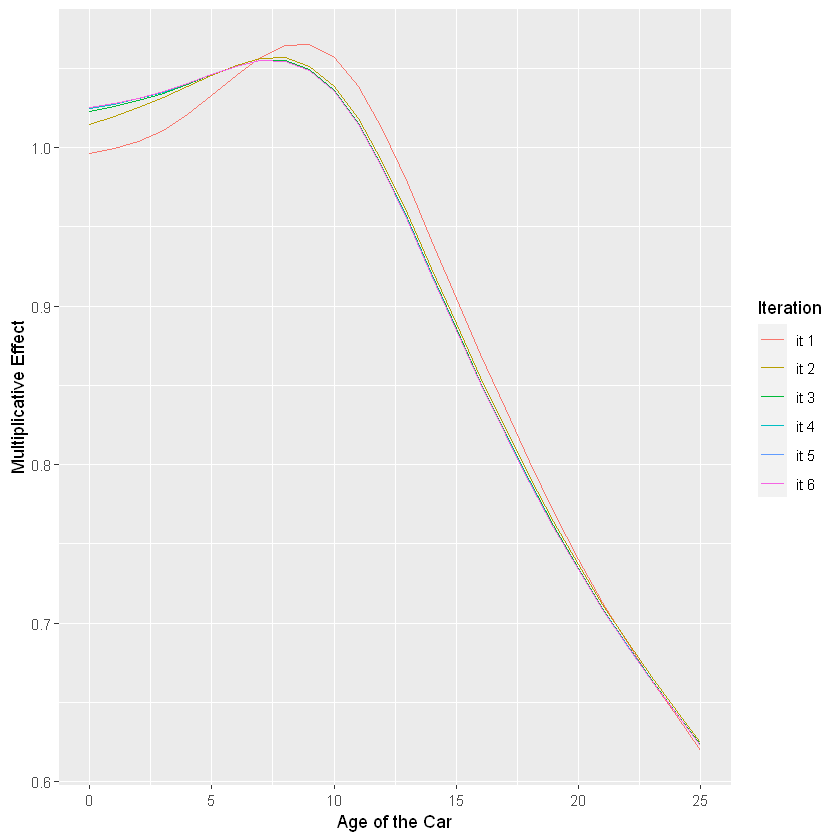 1.0
0.9
0.8
0.7
0.6
Multiplicative Effect
0 5 10 15 20 25
Age of the Car
Iteration
it 1
it 2
it 3
it 4
it 5
it 6